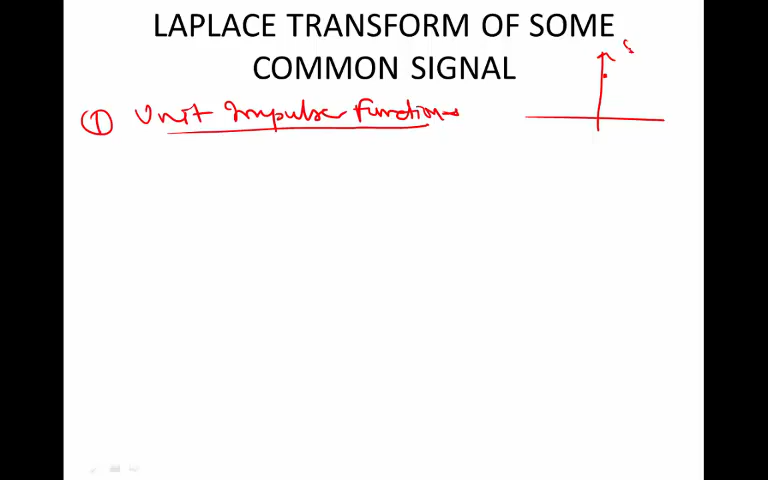 LAPLACE TRANSFORM OF SOME
COMMON SIGNAL
① Unit Impulse Function